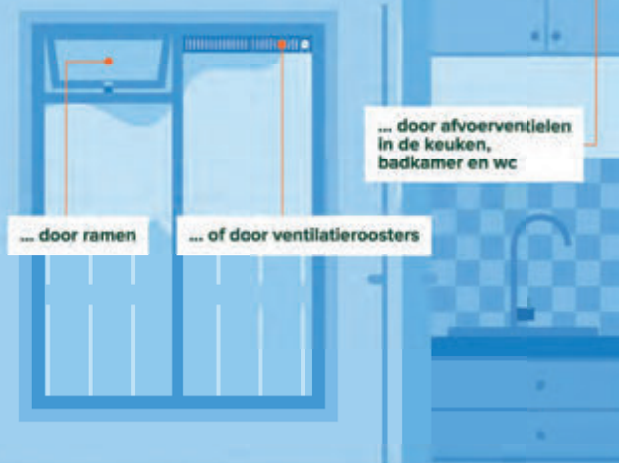 ... door afvoerventielen
in de keuken,
badkamer en wc
... door ramen
... of door ventilatieroosters